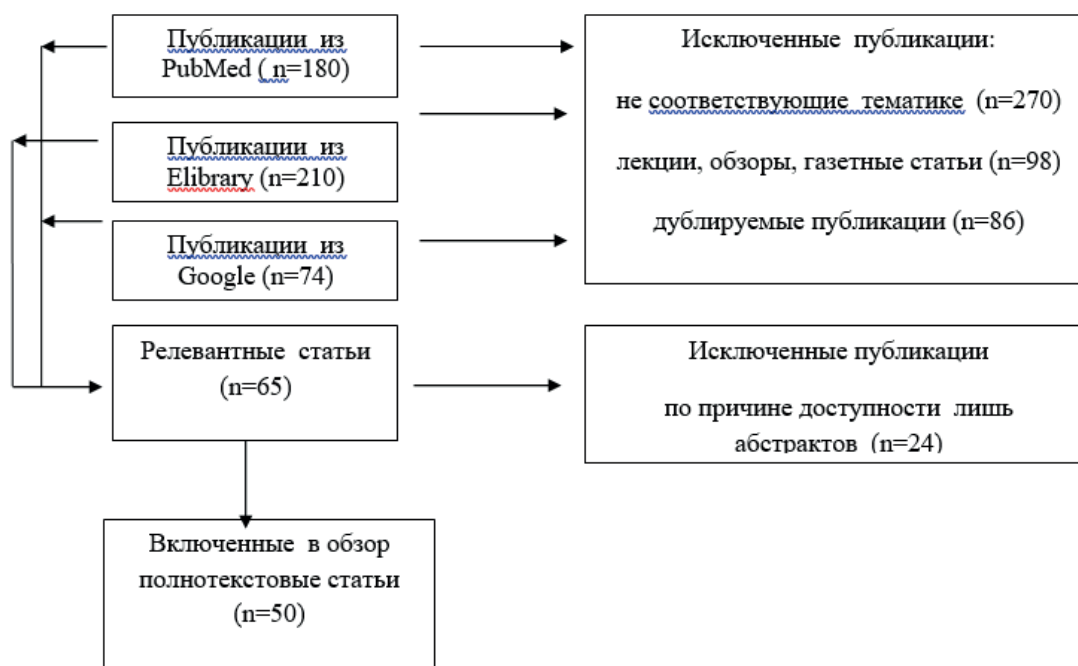 Публикации из
PubMed ( n=180)
Публикации из
Elibrary (n=210)
Публикации из
Google (n=74)
Исключенные публикации:
не соответствующие тематике (n=270)
лекции, обзоры, газетные статьи (n=98)
дублируемые публикации (n=86)
Релевантные статьи
(n=65)
Исключенные публикации
по причине доступности лишь
абстрактов (n=24)
Включенные в обзор
полнотекстовые статьи
(n=50)